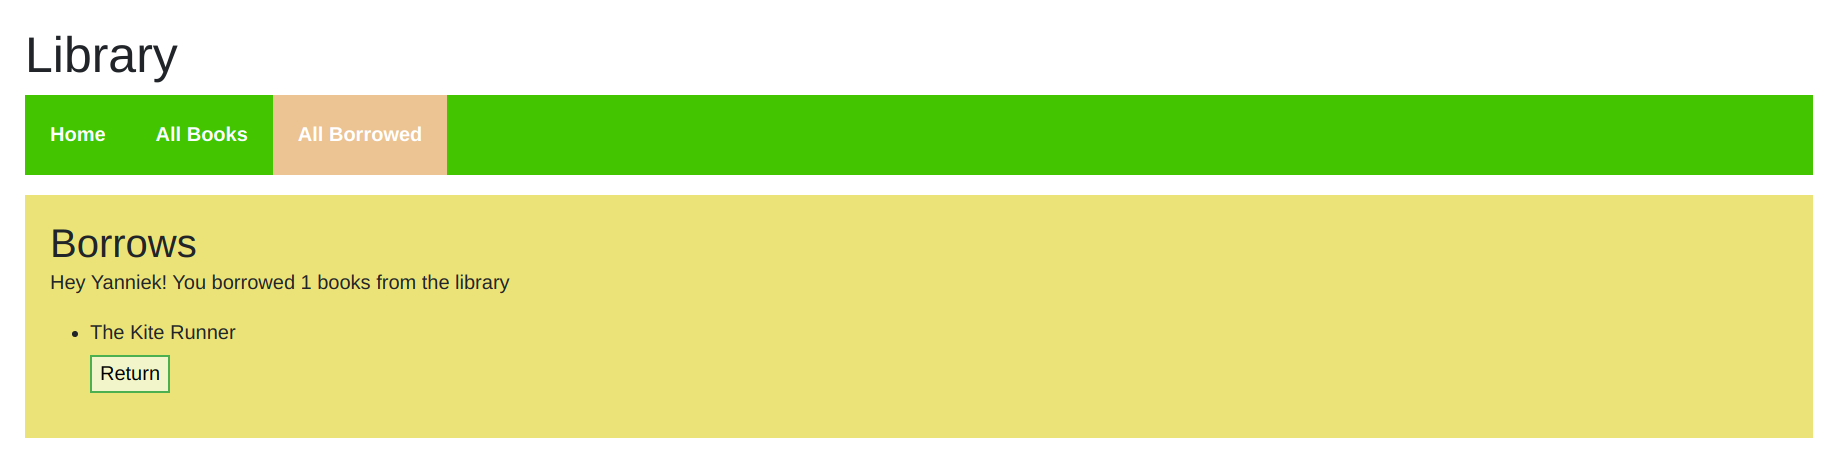 Library
Home All Books All Borrowed
Borrows
Hey Yanniek! You borrowed 1 books from the library
The Kite Runner
Return